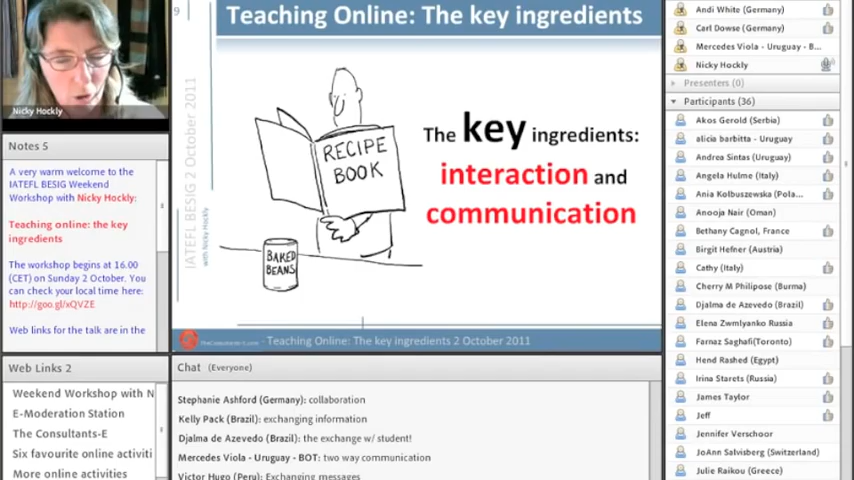 Nicky Hockly
Notes 5
A very warm welcome to the
IATEFL BESIG Weekend
Workshop with Nicky Hockly:
Teaching online: the key
ingredients
The workshop begins at 16.00
(CET) on Sunday 2 October. You
can check your local time here:
http://goo.gl/xQVZE
Web links for the talk are in the
Web Links 2
Weekend Workshop with N
E-Moderation Station
The Consultants-E
Six favourite online activiti
More online activities
9
Teaching Online: The key ingredients
IATEFL BESIG 2 October 2011
with Nicky Hockly
RECIPE
BOOK
BAKED
BEANS
The key ingredients:
interaction and
communication
TheConsultants-E.com
- Teaching Online: The key ingredients 2 October 2011
Chat (Everyone)
Stephanie Ashford (Germany): collaboration
Kelly Pack (Brazil): exchanging information
Djalma de Azevedo (Brazil): the exchange w/ student!
Mercedes Viola - Uruguay - BOT: two way communication
Victor Hugo (Peru): Exchanging messages
Andi White (Germany)
Carl Dowse (Germany)
Mercedes Viola - Uruguay - B...
Nicky Hockly
Presenters (0)
Participants (36)
Akos Gerold (Serbia)
alicia barbitta - Uruguay
Andrea Sintas (Uruguay)
Angela Hulme (Italy)
Ania Kolbuszewska (Pola...
Anooja Nair (Oman)
Bethany Cagnol, France
Birgit Hefner (Austria)
Cathy (Italy)
Cherry M Philipose (Burma)
Djalma de Azevedo (Brazil)
Elena Zwmlyanko Russia
Farnaz Saghafi(Toronto)
Hend Rashed (Egypt)
Irina Starets (Russia)
James Taylor
Jeff
Jennifer Verschoor
JoAnn Salvisberg (Switzerland)
Julie Raikou (Greece)